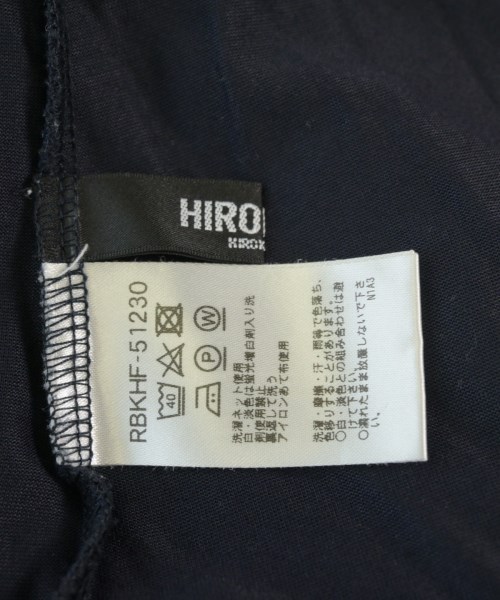 HIRO
HIROK
RBKHF-51230
40
P
W
洗濯ネット使用
白・淡色は蛍光増白剤入り洗
剤使用禁止
裏返して洗う
アイロンあて布使用
洗濯・摩擦・汗・雨等で色落ち、
色移りすることがあります。
○白・淡色との組み合わせは避
けて下さい。
○濡れたまま放置しないで下さ
い。
N1A3